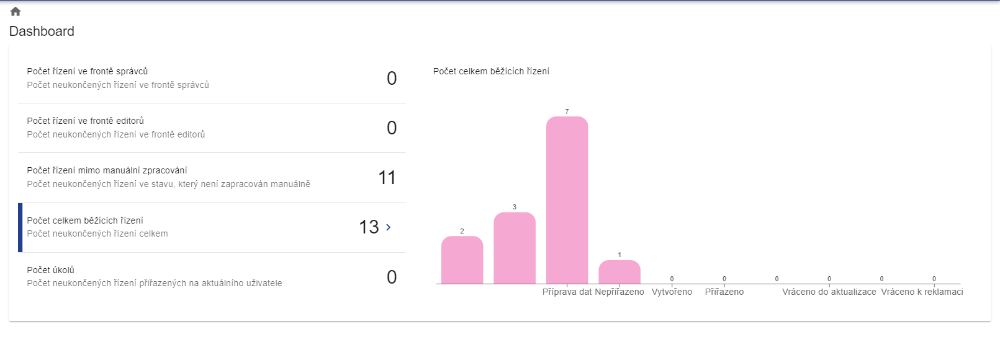 Dashboard
Počet řízení ve frontě správců
Počet neukončených řízení ve frontě správců
0
Počet řízení ve frontě editorů
Počet neukončených řízení ve frontě editorů
0
Počet řízení mimo manuální zpracování
Počet neukončených řízení ve stavu, který není zapracován manuálně
11
Počet celkem běžících řízení
Počet neukončených řízení celkem
13
Počet úkolů
Počet neukončených řízení přiřazených na aktuálního uživatele
0
Počet celkem běžících řízení
7
3
2
1
0 0 0 0 0 0
Příprava dat Nepřiřazeno Vytvořeno Přiřazeno Vráceno do aktualizace Vráceno k reklamaci